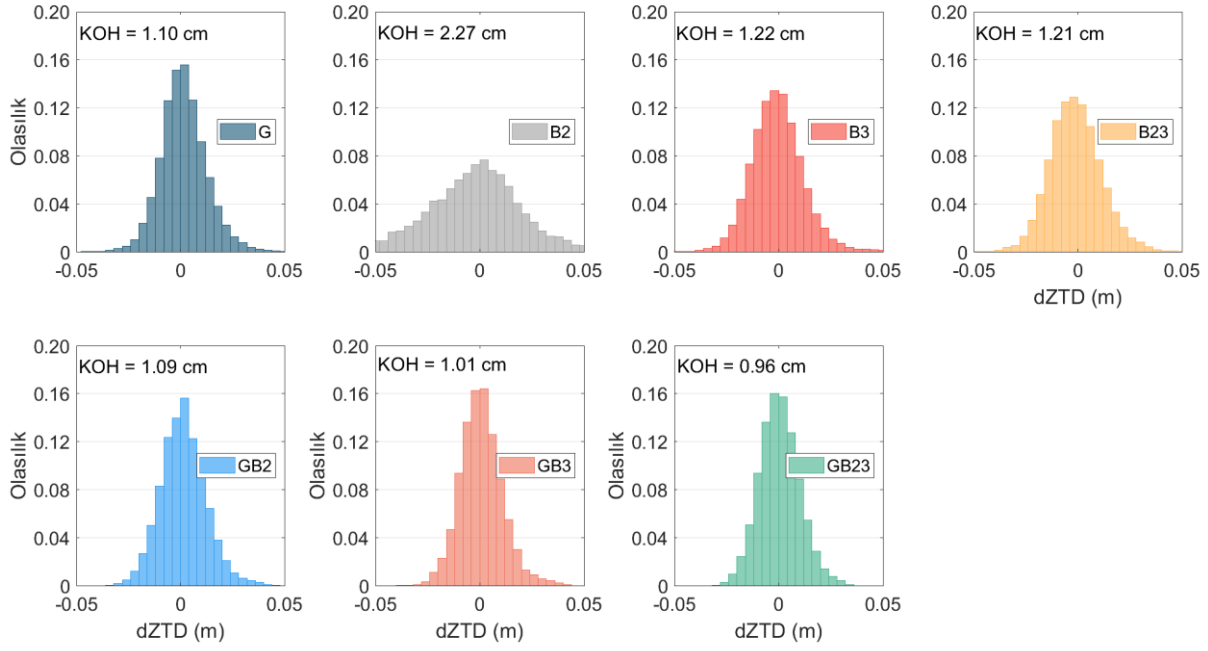 0.20
KOH = 1.10 cm
0.16
0.12
0.08
0.04
0
Olasılık
G
-0.05
0
0.05
0.20
KOH = 2.27 cm
0.16
0.12
0.08
0.04
0
B2
-0.05
0
0.05
0.20
KOH = 1.22 cm
0.16
0.12
0.08
0.04
0
B3
-0.05
0
0.05
0.20
KOH = 1.21 cm
0.16
0.12
0.08
0.04
0
B23
-0.05
0
0.05
dZTD (m)
0.20
KOH = 1.09 cm
0.16
0.12
0.08
0.04
0
Olasılık
GB2
-0.05
0
0.05
dZTD (m)
0.20
KOH = 1.01 cm
0.16
0.12
0.08
0.04
0
Olasılık
GB3
-0.05
0
0.05
dZTD (m)
0.20
KOH = 0.96 cm
0.16
0.12
0.08
0.04
0
Olasılık
GB23
-0.05
0
0.05
dZTD (m)